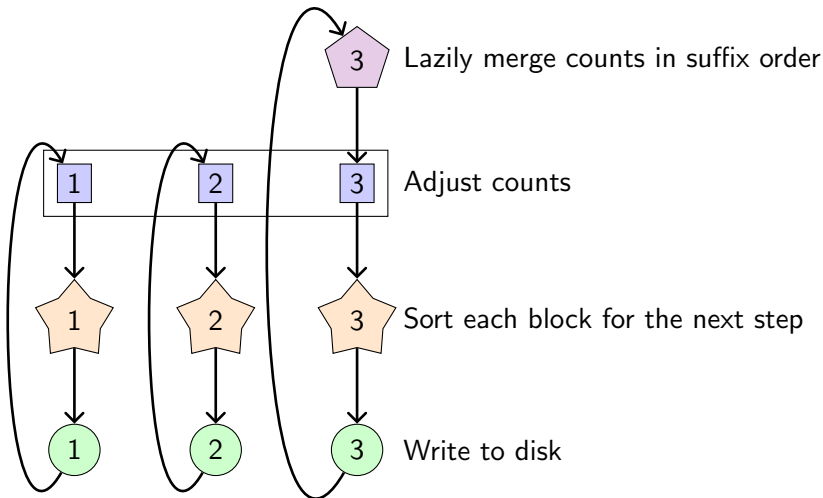 3 Lazily merge counts in suffix order
1 2 3 Adjust counts
1 2 3 Sort each block for the next step
1 2 3 Write to disk